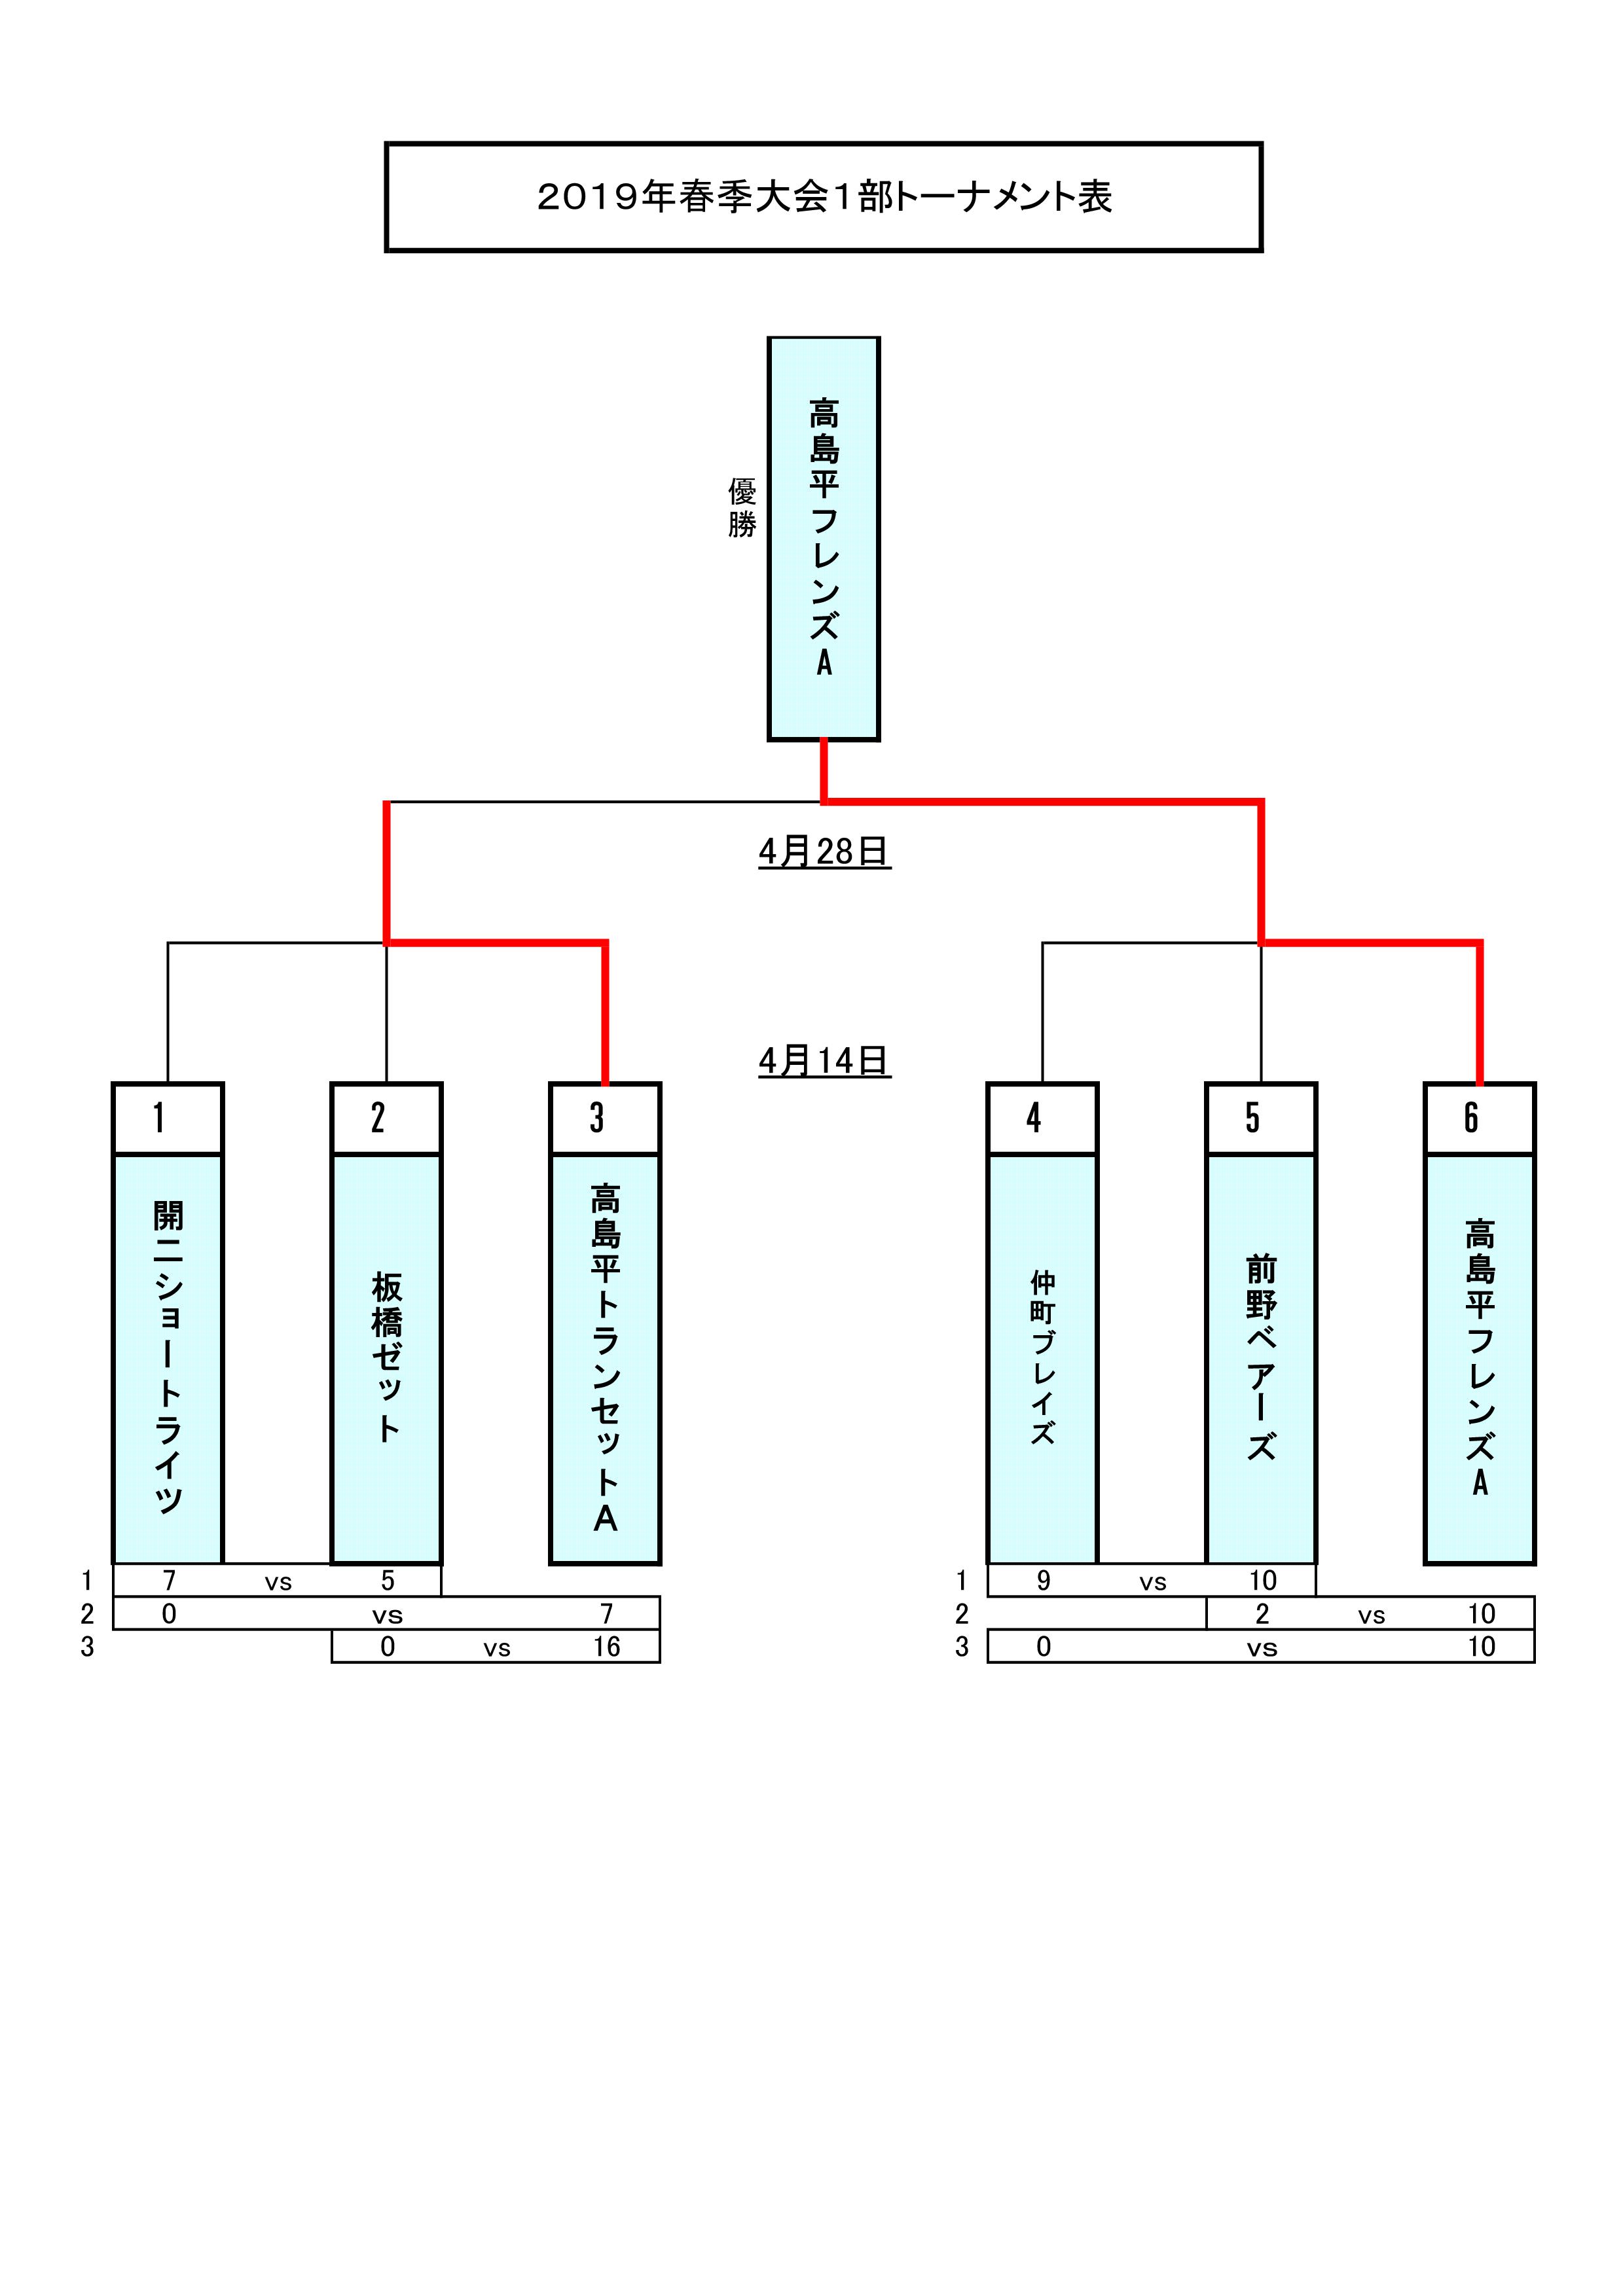 ２０１９年春季大会１部トーナメント表
優勝
高島平フレンズA
4月28日
4月14日
1
2
3
4
5
6
開二ショートライツ
板橋ゼット
高島平トランセットA
仲町ブレイズ
前野ベアーズ
高島平フレンズA
1 7 vs 5
2 0 vs 7
3 0 vs 16
1 9 vs 10
2 2 vs 10
3 0 vs 10